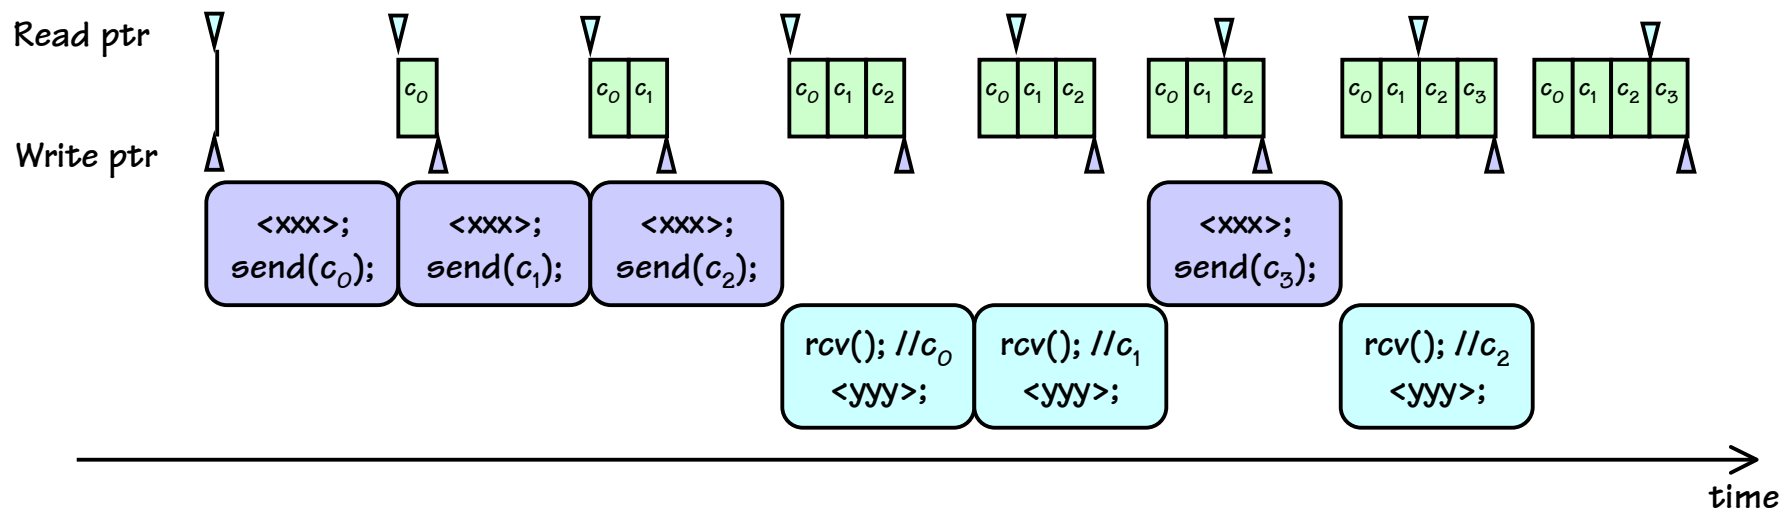 Read ptr
c0
c0 c1
c0 c1 c2
c0 c1 c2
c0 c1 c2
c0 c1 c2 c3
c0 c1 c2 c3
Write ptr
<xxx>;
send(c0);
<xxx>;
send(c1);
<xxx>;
send(c2);
<xxx>;
send(c3);
rcv(); //c0
<yyy>;
rcv(); //c1
<yyy>;
rcv(); //c2
<yyy>;
time